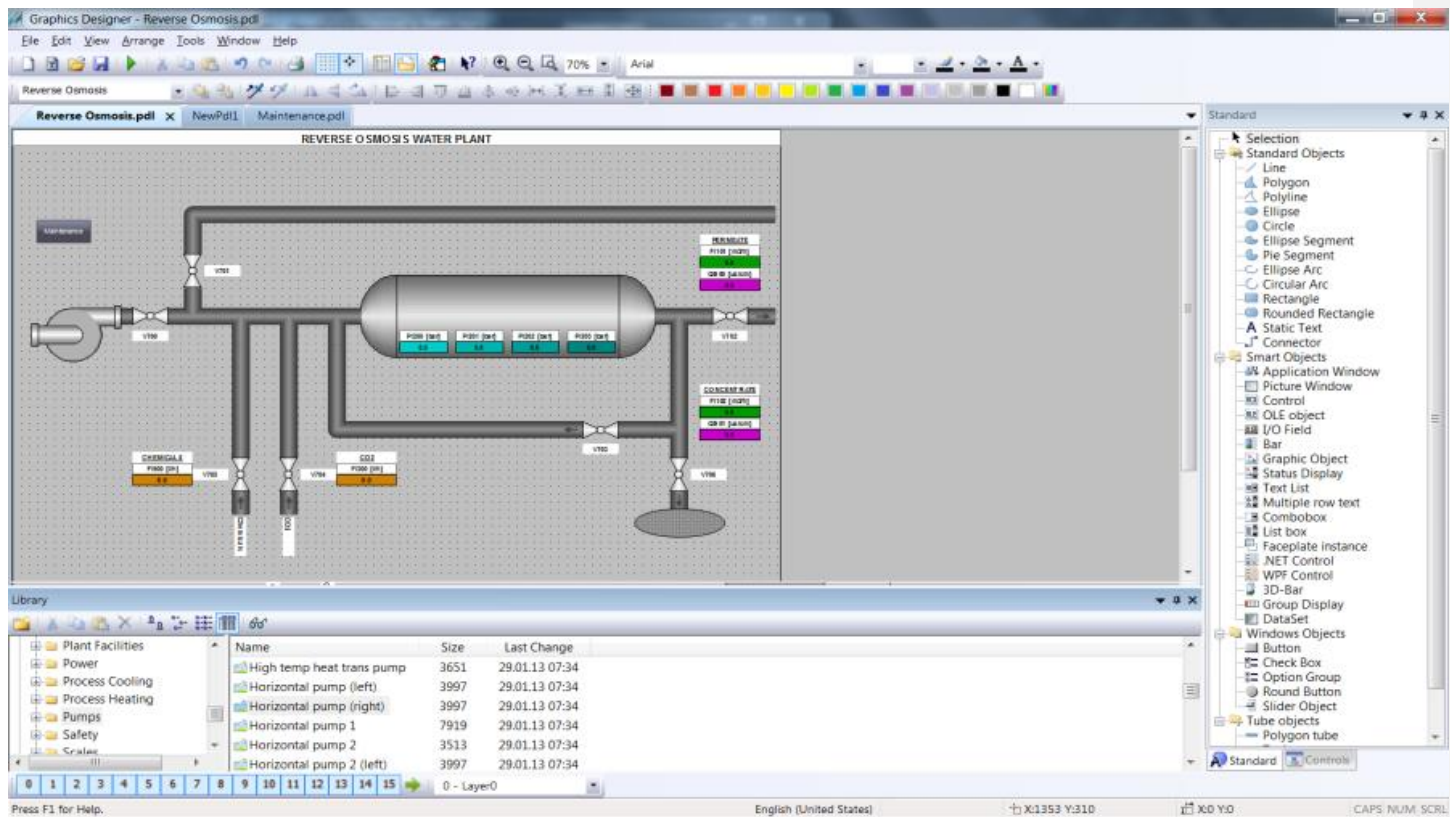 Graphics Designer - Reverse Osmosis.pdl
File Edit View Arrange Tools Window Help
70% Arial
Reverse Osmosis
Reverse Osmosis.pdl X NewPdl1 Maintenance.pdl
REVERSE OSMOSIS WATER PLANT
Maintenance
PERMEATE
V702
CONCENTRATE
CHEMICALS
CO2
V704
CO2
Library
Plant Facilities
Power
Process Cooling
Process Heating
Pumps
Safety
Scales
Name Size Last Change
High temp heat trans pump 3651 29.01.13 07:34
Horizontal pump (left) 3997 29.01.13 07:34
Horizontal pump (right) 3997 29.01.13 07:34
Horizontal pump 1 7919 29.01.13 07:34
Horizontal pump 2 3513 29.01.13 07:34
Horizontal pump 2 (left) 3997 29.01.13 07:34
Standard
Selection
Standard Objects
Line
Polygon
Polyline
Ellipse
Circle
Ellipse Segment
Pie Segment
Ellipse Arc
Circular Arc
Rectangle
Rounded Rectangle
A Static Text
Connector
Smart Objects
Application Window
Picture Window
Control
OLE object
I/O Field
Bar
Graphic Object
Status Display
Text List
Multiple row text
Combobox
List box
Faceplate instance
.NET Control
WPF Control
3D-Bar
Group Display
DataSet
Windows Objects
Button
Check Box
Option Group
Round Button
Slider Object
Tube objects
Polygon tube
Standard Controls
0 1 2 3 4 5 6 7 8 9 10 11 12 13 14 15 0 - Layer0
Press F1 for Help. English (United States) X:1353 Y:310 X:0 Y:0 CAPS NUM SCRL